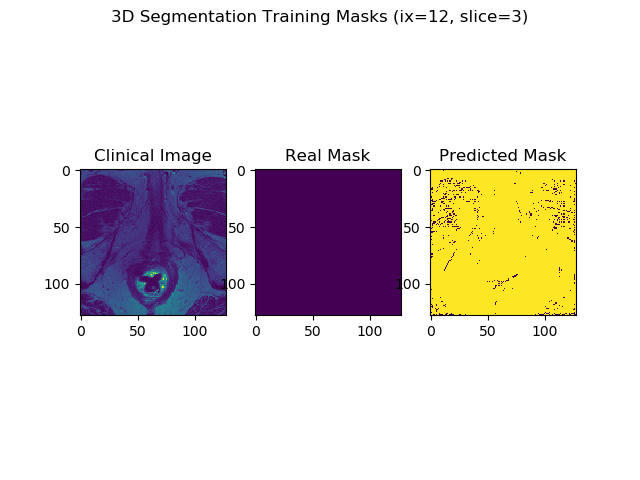 3D Segmentation Training Masks (ix=12, slice=3)
Clinical Image Real Mask Predicted Mask
0 0 0
50 50 50
100 100 100
0 50 100 0 50 100 0 50 100